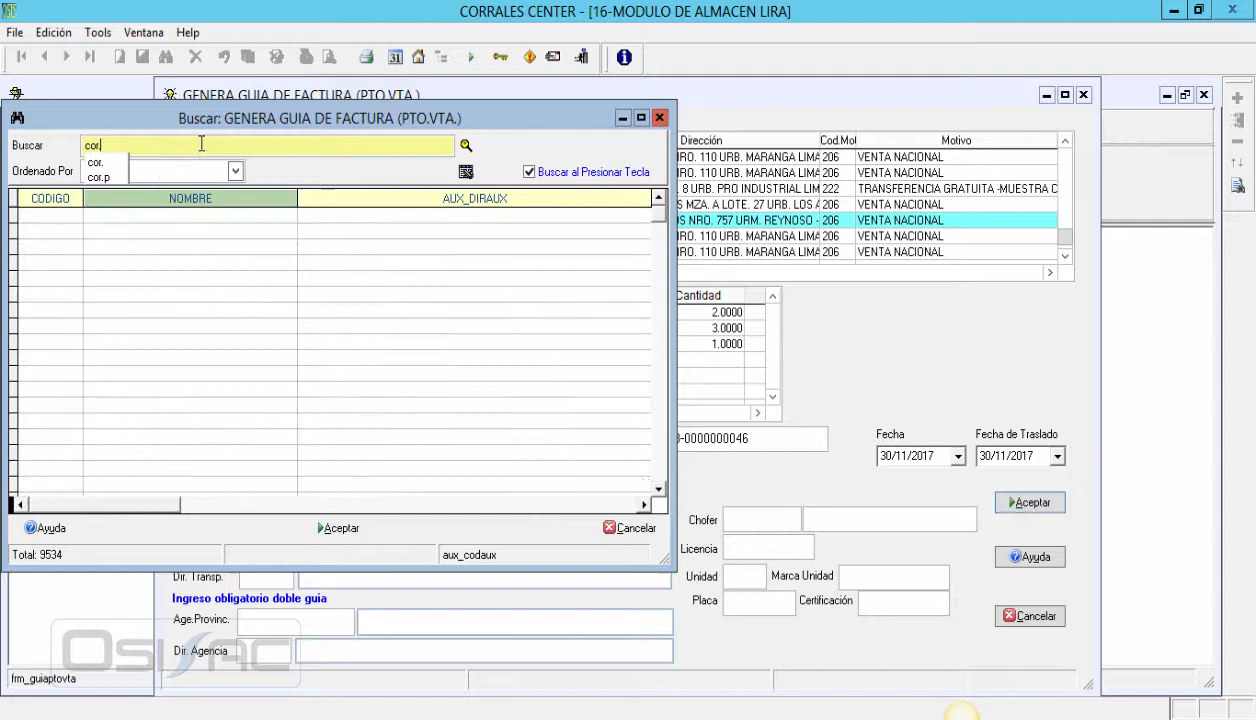 CORRALES CENTER - [16-MODULO DE ALMACEN LIRA]
File Edición Tools Ventana Help
GENERA GUIA DE FACTURA (PTO.VTA.)
Buscar: GENERA GUIA DE FACTURA (PTO.VTA.)
Buscar cor.
cor.
cor.p
Ordenado Por
Buscar al Presionar Tecla
CODIGO NOMBRE AUX_DIRAUX
Ayuda Aceptar Cancelar
Total: 9534 aux_codaux
Dirección Cod.Mot Motivo
NRO. 110 URB. MARANGA LIMA 206 VENTA NACIONAL
NRO. 110 URB. MARANGA LIMA 206 VENTA NACIONAL
8 URB. PRO INDUSTRIAL LIM 222 TRANSFERENCIA GRATUITA -MUESTRA C
S MZA. A LOTE. 27 URB. LOS A 206 VENTA NACIONAL
OS NRO. 757 URM. REYNOSO - 206 VENTA NACIONAL
NRO. 110 URB. MARANGA LIMA 206 VENTA NACIONAL
NRO. 110 URB. MARANGA LIMA 206 VENTA NACIONAL
Cantidad
2.0000
3.0000
1.0000
-0000000046
Fecha Fecha de Traslado
30/11/2017 30/11/2017
Chofer
Licencia
Unidad Marca Unidad
Placa Certificación
Aceptar
Ayuda
Cancelar
Dir. Transp.
Ingreso obligatorio doble guia
Age.Provinc.
Dir. Agencia
frm_guiaptovta